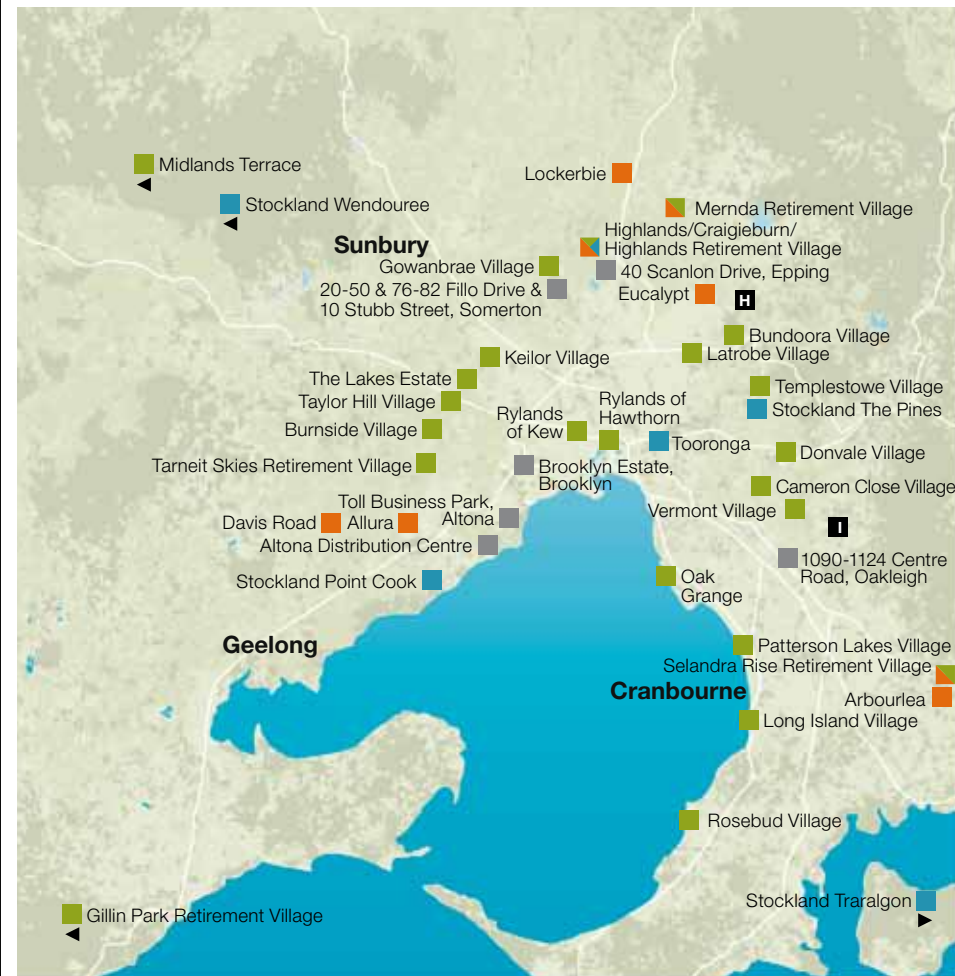 Midlands Terrace
Stockland Wendouree
Lockerbie
Mernda Retirement Village
Highlands/Craigieburn/
Highlands Retirement Village
Sunbury
Gowanbrae Village
40 Scanlon Drive, Epping
20-50 & 76-82 Fillo Drive &
10 Stubb Street, Somerton
Eucalypt
H
Bundoora Village
Latrobe Village
Keilor Village
The Lakes Estate
Taylor Hill Village
Templestowe Village
Stockland The Pines
Rylands of
Hawthorn
Rylands
of Kew
Burnside Village
Tooronga
Donvale Village
Tarneit Skies Retirement Village
Brooklyn Estate,
Brooklyn
Cameron Close Village
Vermont Village
Toll Business Park,
Altona
Davis Road
Allura
I
Altona Distribution Centre
1090-1124 Centre
Road, Oakleigh
Stockland Point Cook
Oak
Grange
Geelong
Patterson Lakes Village
Selandra Rise Retirement Village
Cranbourne
Arbourlea
Long Island Village
Rosebud Village
Stockland Traralgon
Gillin Park Retirement Village